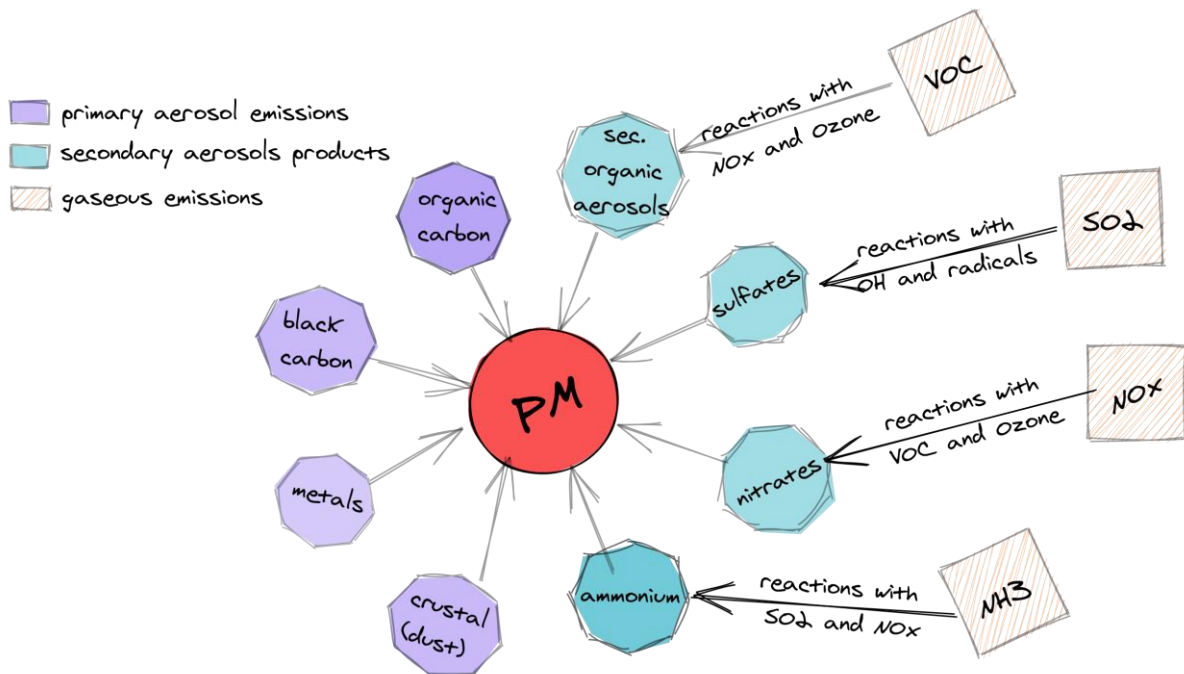 primary aerosol emissions
secondary aerosols products
gaseous emissions
VOC
reactions with
NOx and Ozone
sec.
organic
aerosols
organic
carbon
SO2
reactions with
OH and radicals
sulfates
black
carbon
PM
NOx
reactions with
VOC and Ozone
nitrates
metals
NH3
reactions with
SO2 and NOx
ammonium
crustal
(dust)